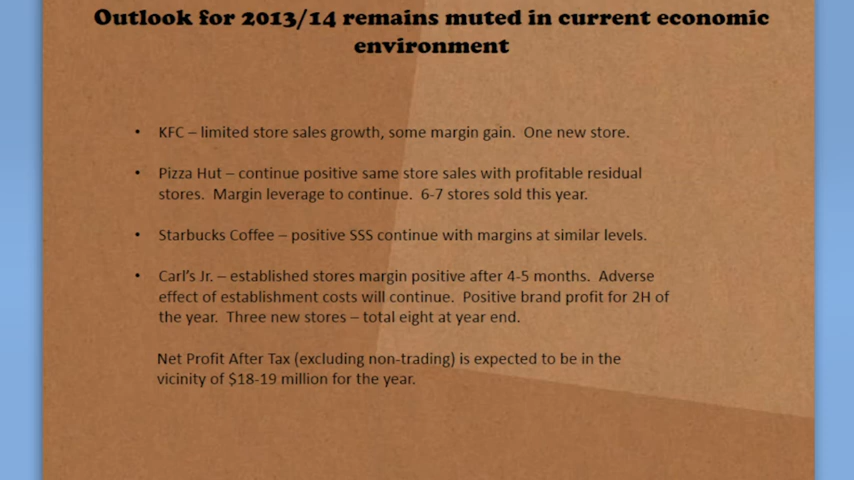 Outlook for 2013/14 remains muted in current economic
environment
• KFC – limited store sales growth, some margin gain. One new store.
• Pizza Hut – continue positive same store sales with profitable residual
stores. Margin leverage to continue. 6-7 stores sold this year.
• Starbucks Coffee – positive SSS continue with margins at similar levels.
• Carl's Jr. – established stores margin positive after 4-5 months. Adverse
effect of establishment costs will continue. Positive brand profit for 2H of
the year. Three new stores – total eight at year end.
Net Profit After Tax (excluding non-trading) is expected to be in the
vicinity of $18-19 million for the year.